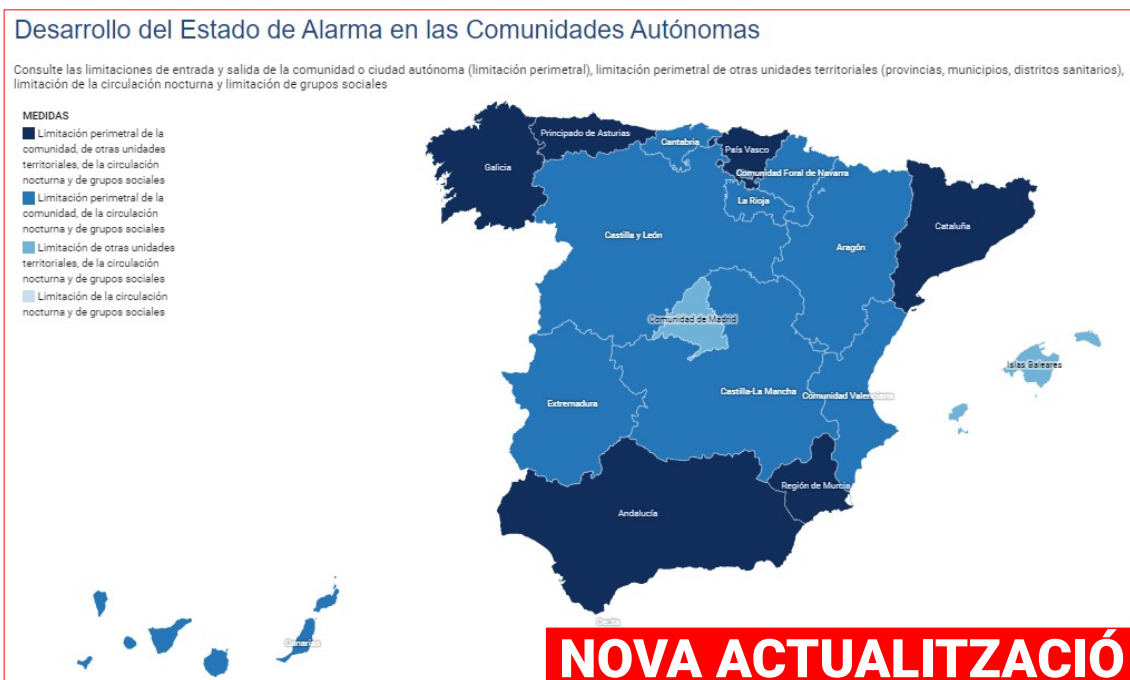 Desarrollo del Estado de Alarma en las Comunidades Autónomas
Consulte las limitaciones de entrada y salida de la comunidad o ciudad autónoma (limitación perimetral), limitación perimetral de otras unidades territoriales (provincias, municipios, distritos sanitarios),
limitación de la circulación nocturna y limitación de grupos sociales
MEDIDAS
Limitación perimetral de la
comunidad, de otras unidades
territoriales, de la circulación
nocturna y de grupos sociales
Limitación perimetral de la
comunidad, de la circulación
nocturna y de grupos sociales
Limitación de otras unidades
territoriales, de la circulación
nocturna y de grupos sociales
Limitación de la circulación
nocturna y de grupos sociales
Principado de Asturias
Cantabria
País Vasco
Galicia
Comunidad Foral de Navarra
La Rioja
Cataluña
Castilla y León
Aragón
Comunidad de Madrid
Islas Baleares
Castilla-La Mancha
Comunidad Valenciana
Extremadura
Región de Murcia
Andalucía
Ceuta
Canarias
NOVA ACTUALITZACIÓ